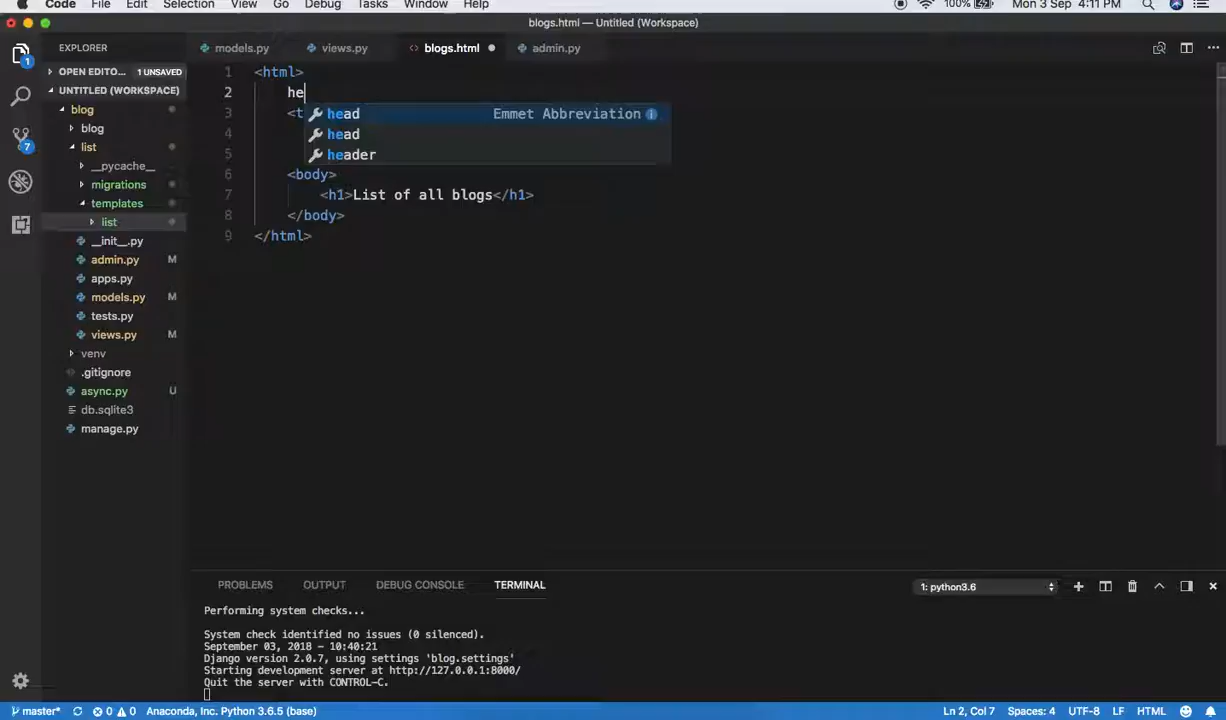 Code File Edit Selection View Go Debug Tasks Window Help 100% Mon 3 Sep 4:11 PM
blogs.html — Untitled (Workspace)
EXPLORER
OPEN EDITO... 1 UNSAVED
UNTITLED (WORKSPACE)
blog
blog
list
__pycache__
migrations
templates
list
__init__.py
admin.py M
apps.py
models.py M
tests.py
views.py M
venv
.gitignore
async.py U
db.sqlite3
manage.py
models.py views.py <> blogs.html admin.py
1 <html>
2 he
3 <t
4
5
6 <body>
7 <h1>List of all blogs</h1>
8 </body>
9 </html>
head Emmet Abbreviation
head
header
PROBLEMS OUTPUT DEBUG CONSOLE TERMINAL 1: python3.6
Performing system checks...
System check identified no issues (0 silenced).
September 03, 2018 - 10:40:21
Django version 2.0.7, using settings 'blog.settings'
Starting development server at http://127.0.0.1:8000/
Quit the server with CONTROL-C.
master* 0 0 Anaconda, Inc. Python 3.6.5 (base) Ln 2, Col 7 Spaces: 4 UTF-8 LF HTML